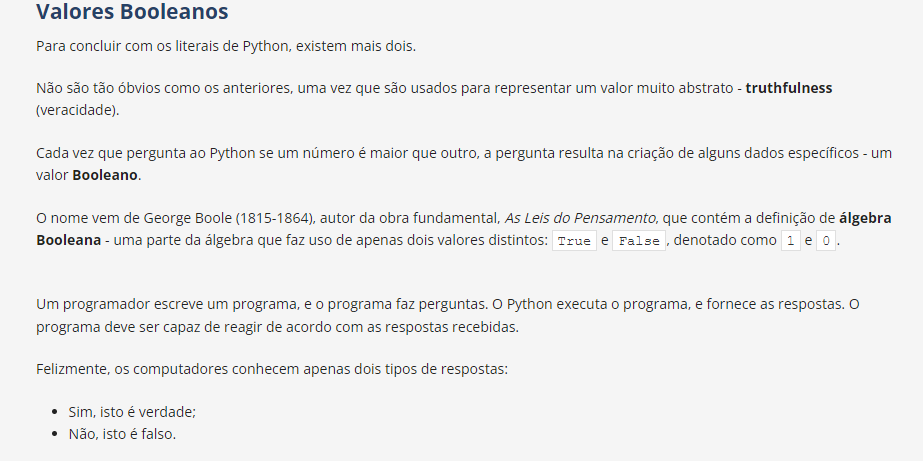 Valores Booleanos
Para concluir com os literais de Python, existem mais dois.
Não são tão óbvios como os anteriores, uma vez que são usados para representar um valor muito abstrato - truthfulness
(veracidade).
Cada vez que pergunta ao Python se um número é maior que outro, a pergunta resulta na criação de alguns dados específicos - um
valor Booleano.
O nome vem de George Boole (1815-1864), autor da obra fundamental, As Leis do Pensamento, que contém a definição de álgebra
Booleana - uma parte da álgebra que faz uso de apenas dois valores distintos: True e False, denotado como 1 e 0.
Um programador escreve um programa, e o programa faz perguntas. O Python executa o programa, e fornece as respostas. O
programa deve ser capaz de reagir de acordo com as respostas recebidas.
Felizmente, os computadores conhecem apenas dois tipos de respostas:
• Sim, isto é verdade;
• Não, isto é falso.